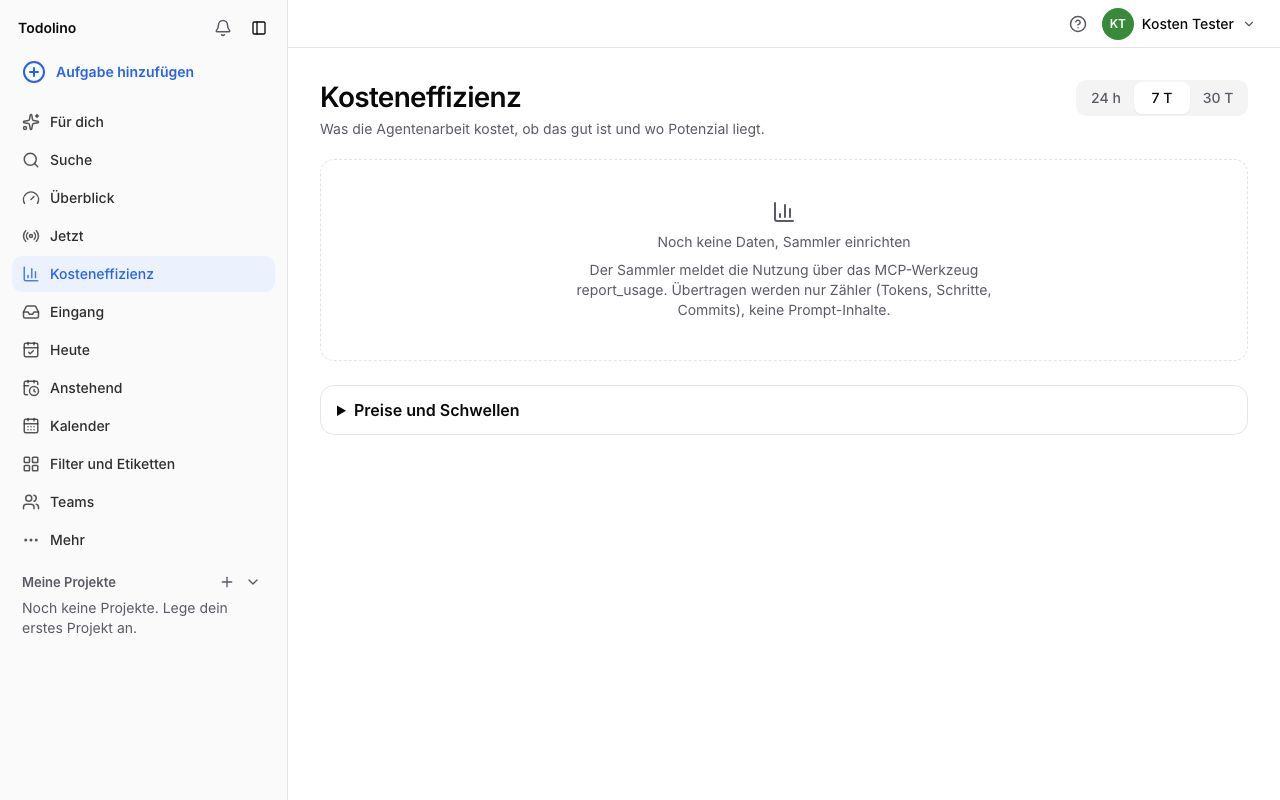 Todolino
Aufgabe hinzufügen
Für dich
Suche
Überblick
Jetzt
Kosteneffizienz
Eingang
Heute
Anstehend
Kalender
Filter und Etiketten
Teams
Mehr
Meine Projekte
Noch keine Projekte. Lege dein
erstes Projekt an.
KT Kosten Tester
Kosteneffizienz
24 h 7 T 30 T
Was die Agentenarbeit kostet, ob das gut ist und wo Potenzial liegt.
Noch keine Daten, Sammler einrichten
Der Sammler meldet die Nutzung über das MCP-Werkzeug
report_usage. Übertragen werden nur Zähler (Tokens, Schritte,
Commits), keine Prompt-Inhalte.
Preise und Schwellen